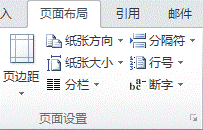 入 页面布局 引用 邮件
纸张方向 分隔符
页边距 纸张大小 行号
分栏 断字
页面设置